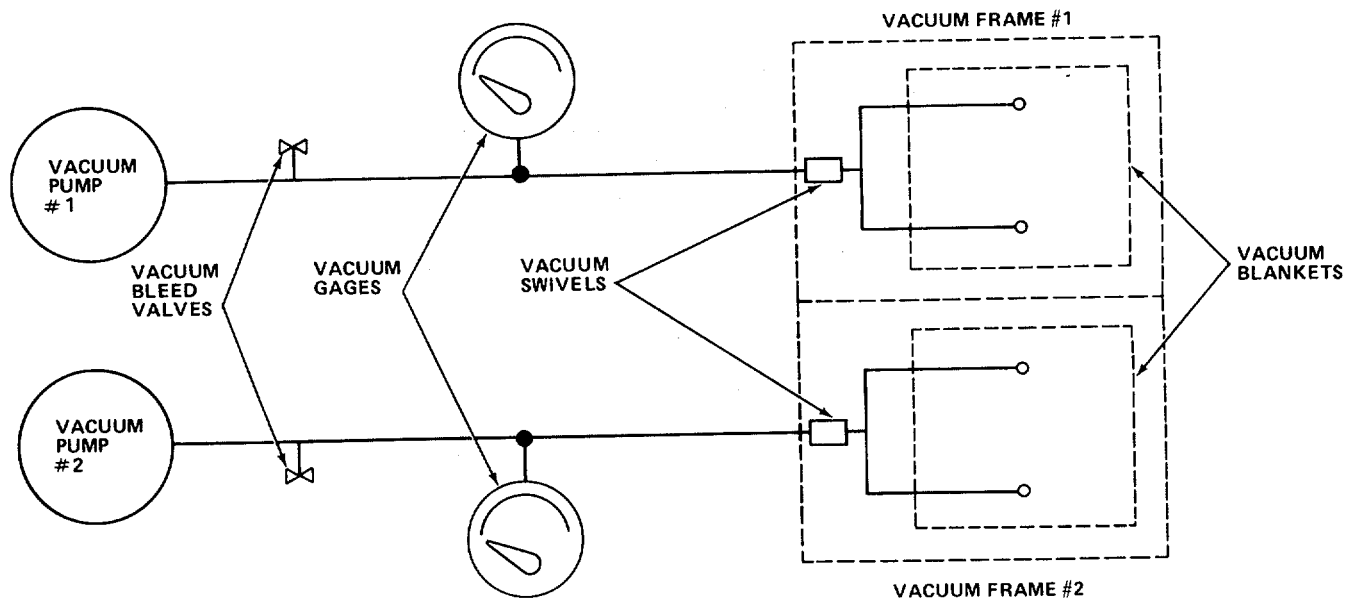 VACUUM FRAME #1
VACUUM
PUMP
# 1
VACUUM
BLEED
VALVES
VACUUM
GAGES
VACUUM
SWIVELS
VACUUM
BLANKETS
VACUUM
PUMP
#2
VACUUM FRAME #2